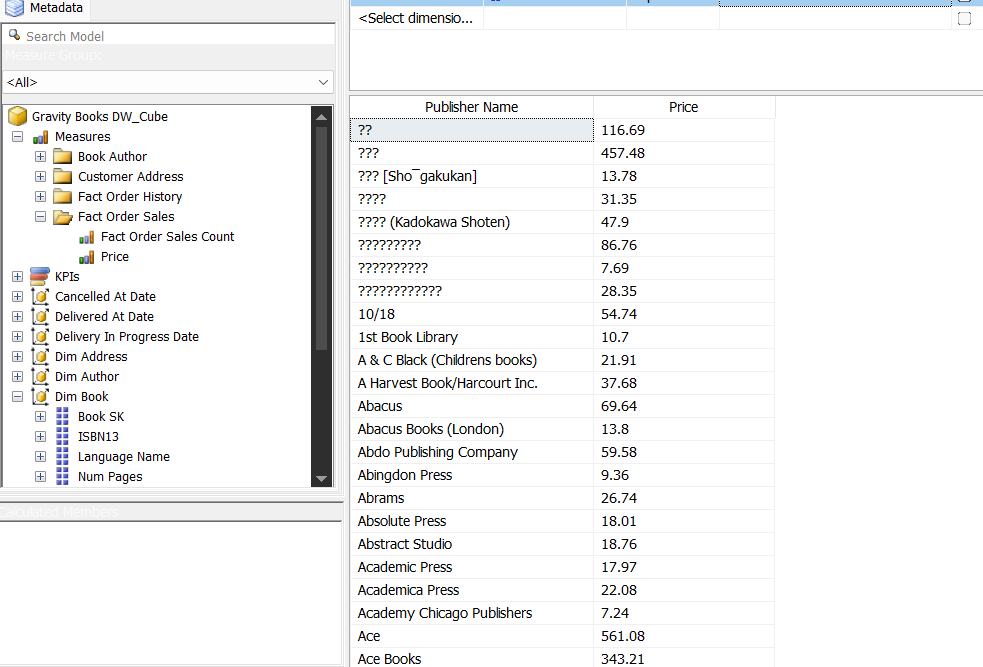 Metadata
Search Model
Measure Group:
<All>
Gravity Books DW_Cube
Measures
Book Author
Customer Address
Fact Order History
Fact Order Sales
Fact Order Sales Count
Price
KPIs
Cancelled At Date
Delivered At Date
Delivery In Progress Date
Dim Address
Dim Author
Dim Book
Book SK
ISBN13
Language Name
Num Pages
Calculated Members
<Select dimensio...
Publisher Name Price
?? 116.69
??? 457.48
??? [Sho¯gakukan] 13.78
???? 31.35
???? (Kadokawa Shoten) 47.9
????????? 86.76
?????????? 7.69
???????????? 28.35
10/18 54.74
1st Book Library 10.7
A & C Black (Childrens books) 21.91
A Harvest Book/Harcourt Inc. 37.68
Abacus 69.64
Abacus Books (London) 13.8
Abdo Publishing Company 59.58
Abingdon Press 9.36
Abrams 26.74
Absolute Press 18.01
Abstract Studio 18.76
Academic Press 17.97
Academica Press 22.08
Academy Chicago Publishers 7.24
Ace 561.08
Ace Books 343.21